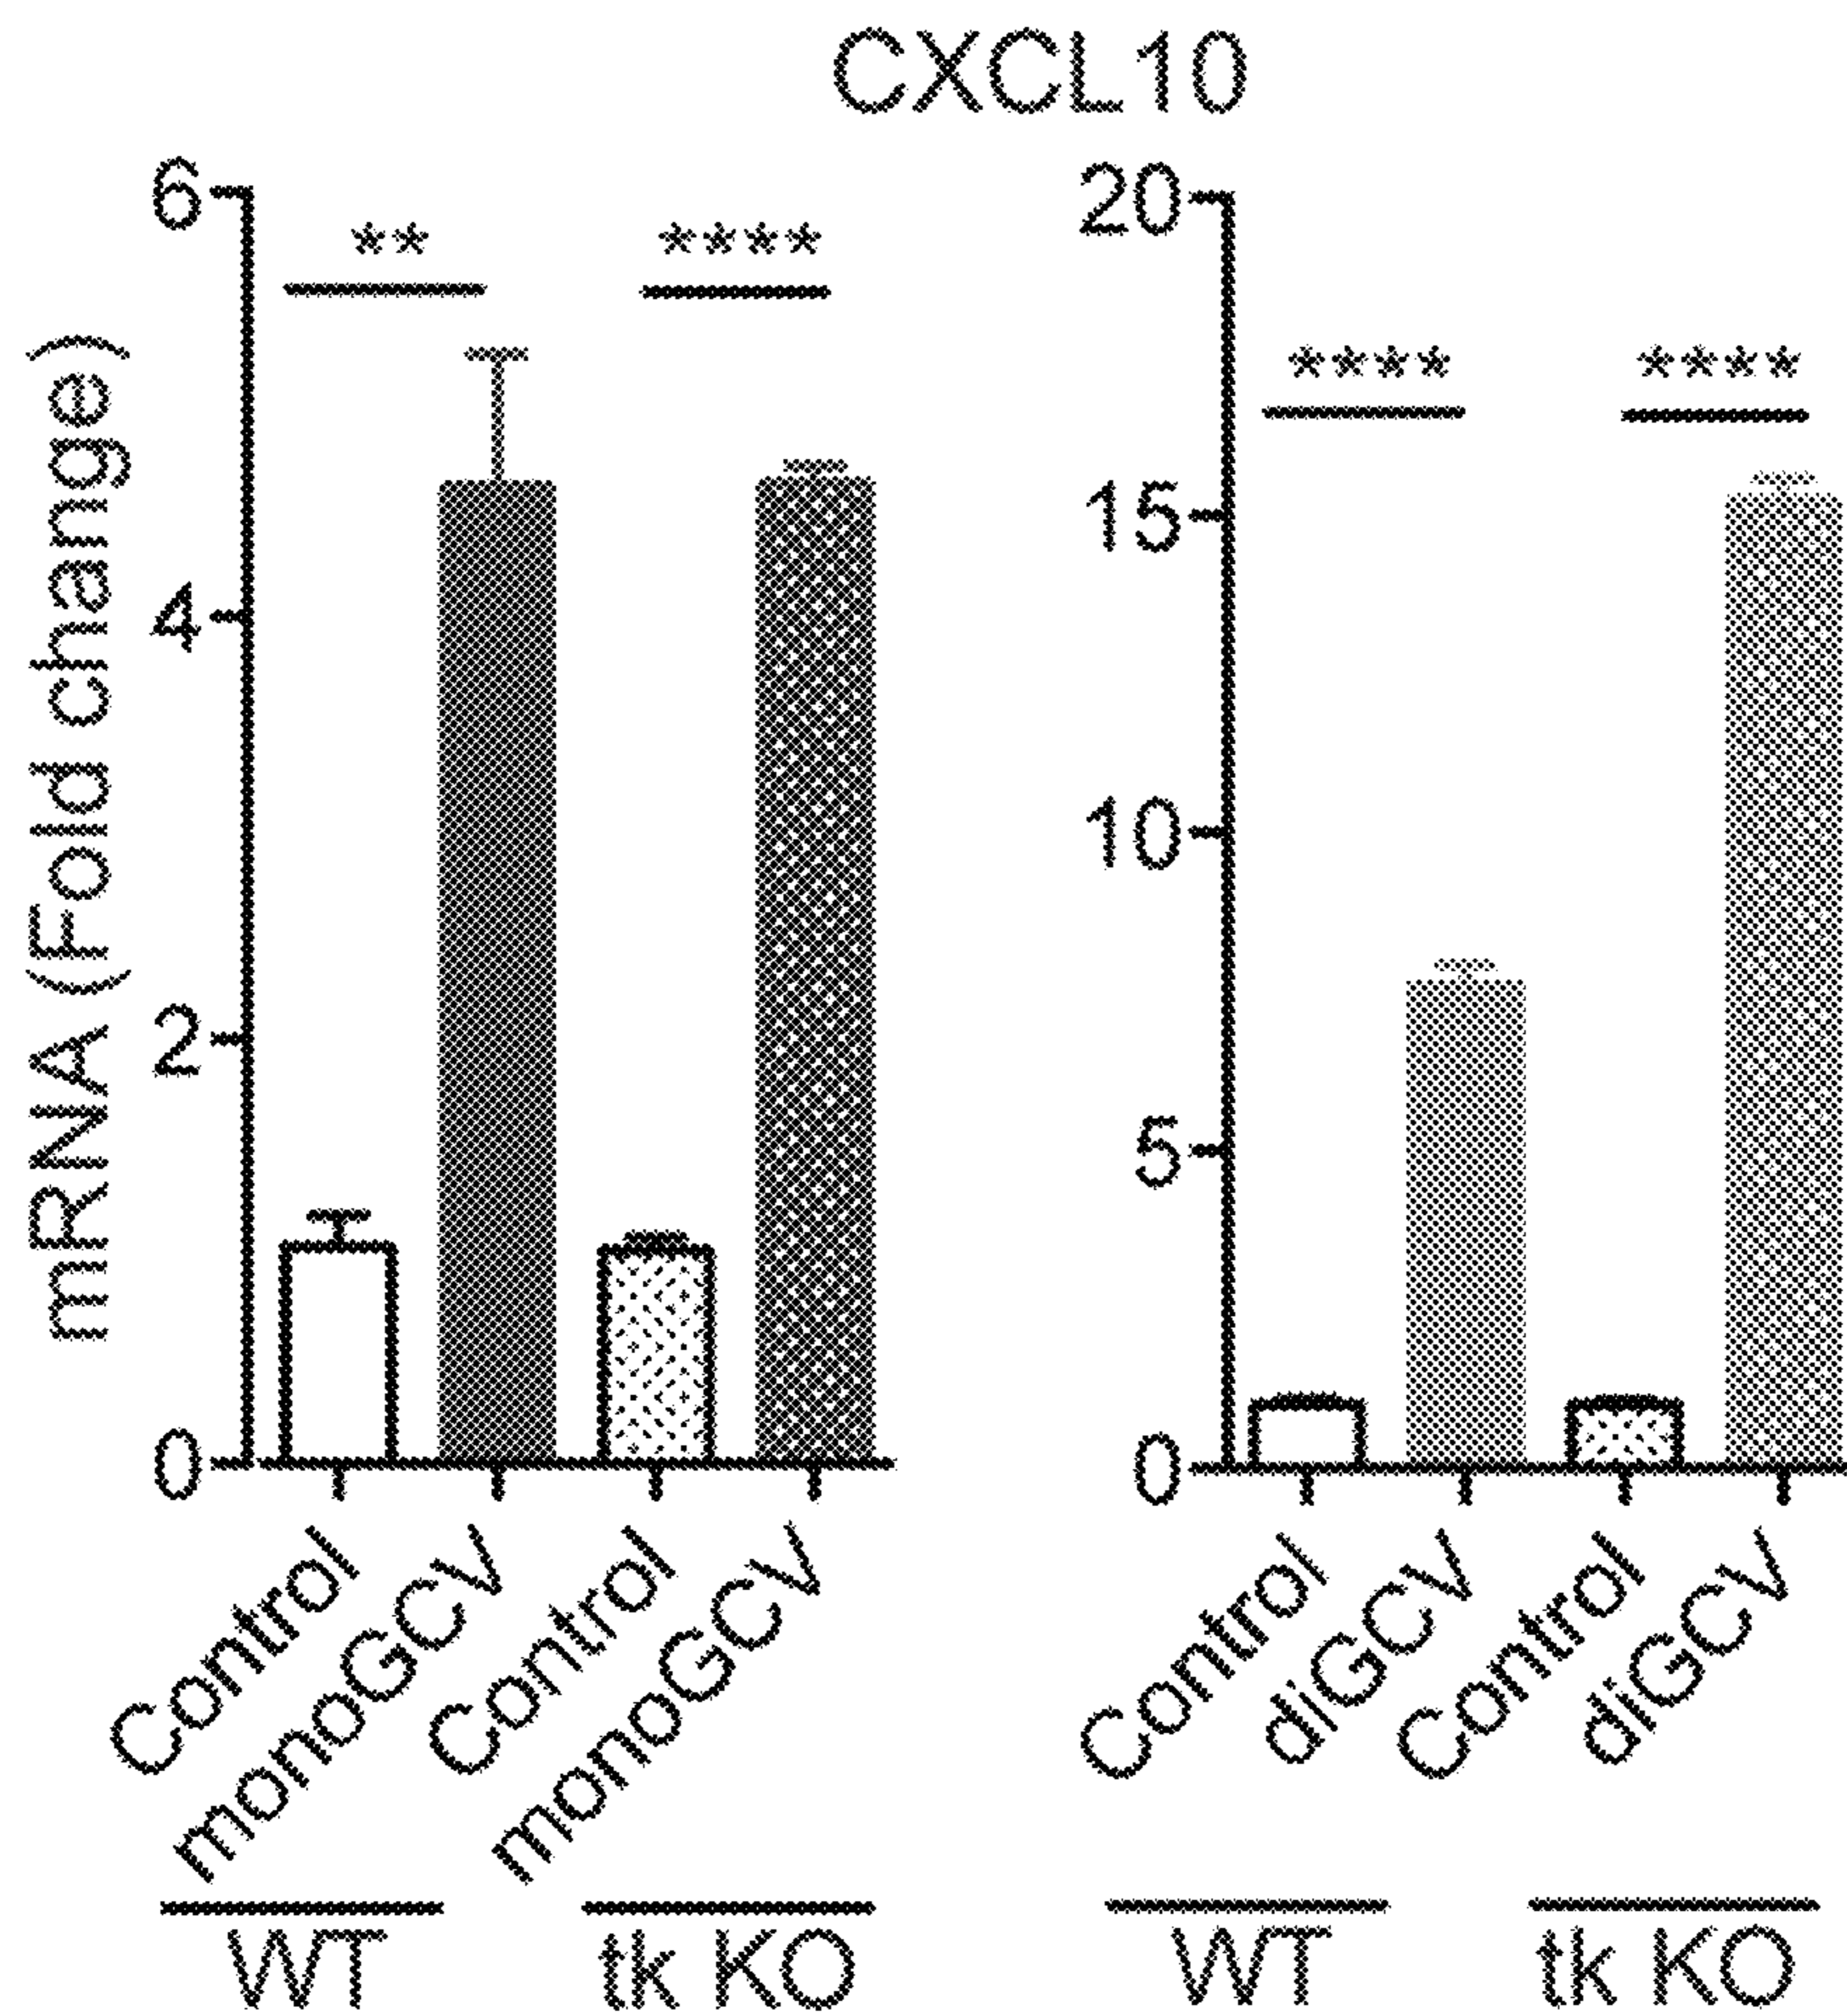 CXCL10
mRNA (Fold change)
6
4
2
0
** ****
Control
monoGCV
Control
monoGCV
WT
tk KO
20
15
10
5
0
**** ****
Control
diGCV
Control
diGCV
WT
tk KO